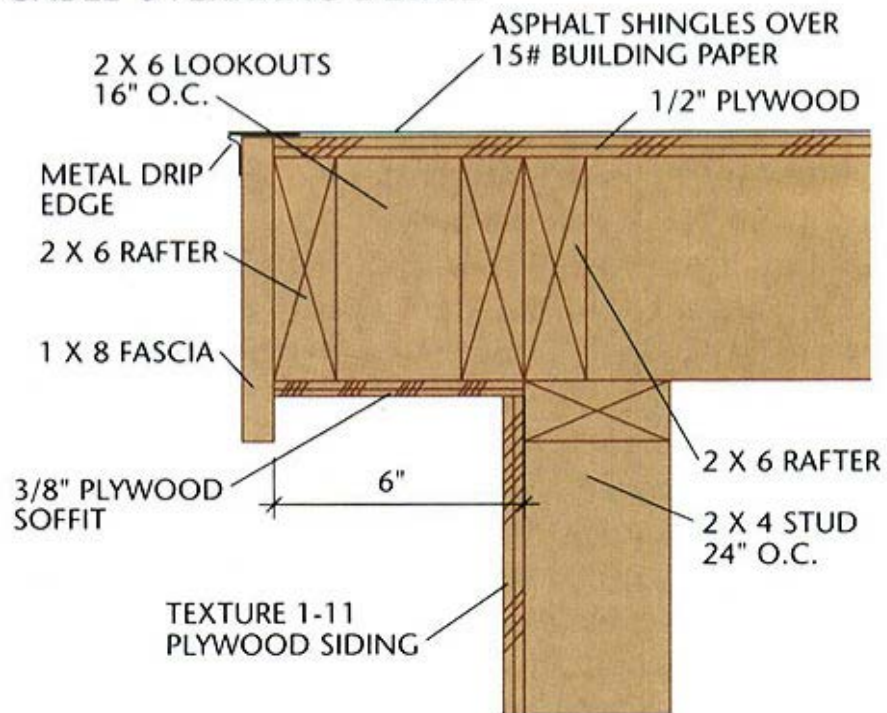 ASPHALT SHINGLES OVER
15# BUILDING PAPER
2 X 6 LOOKOUTS
16" O.C.
1/2" PLYWOOD
METAL DRIP
EDGE
2 X 6 RAFTER
1 X 8 FASCIA
3/8" PLYWOOD
SOFFIT
6"
2 X 6 RAFTER
2 X 4 STUD
24" O.C.
TEXTURE 1-11
PLYWOOD SIDING